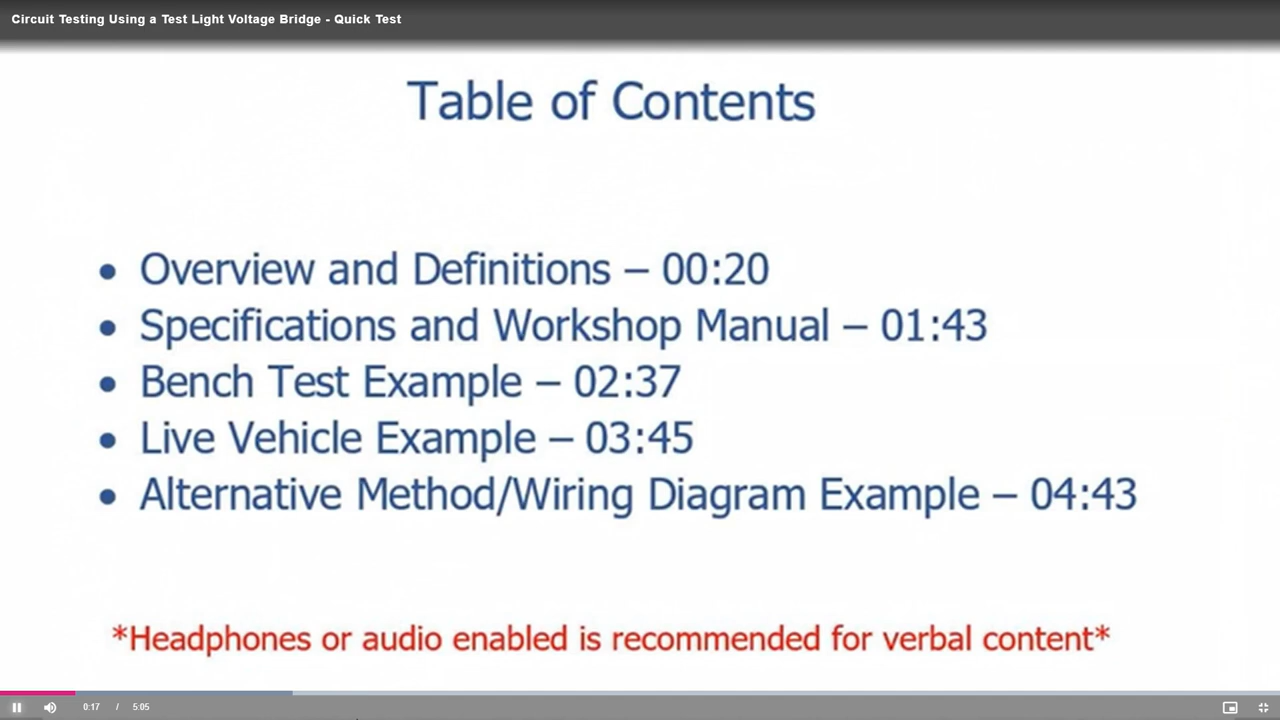 Circuit Testing Using a Test Light Voltage Bridge - Quick Test
Table of Contents
• Overview and Definitions – 00:20
• Specifications and Workshop Manual – 01:43
• Bench Test Example – 02:37
• Live Vehicle Example – 03:45
• Alternative Method/Wiring Diagram Example – 04:43
*Headphones or audio enabled is recommended for verbal content*
0:17 / 5:05